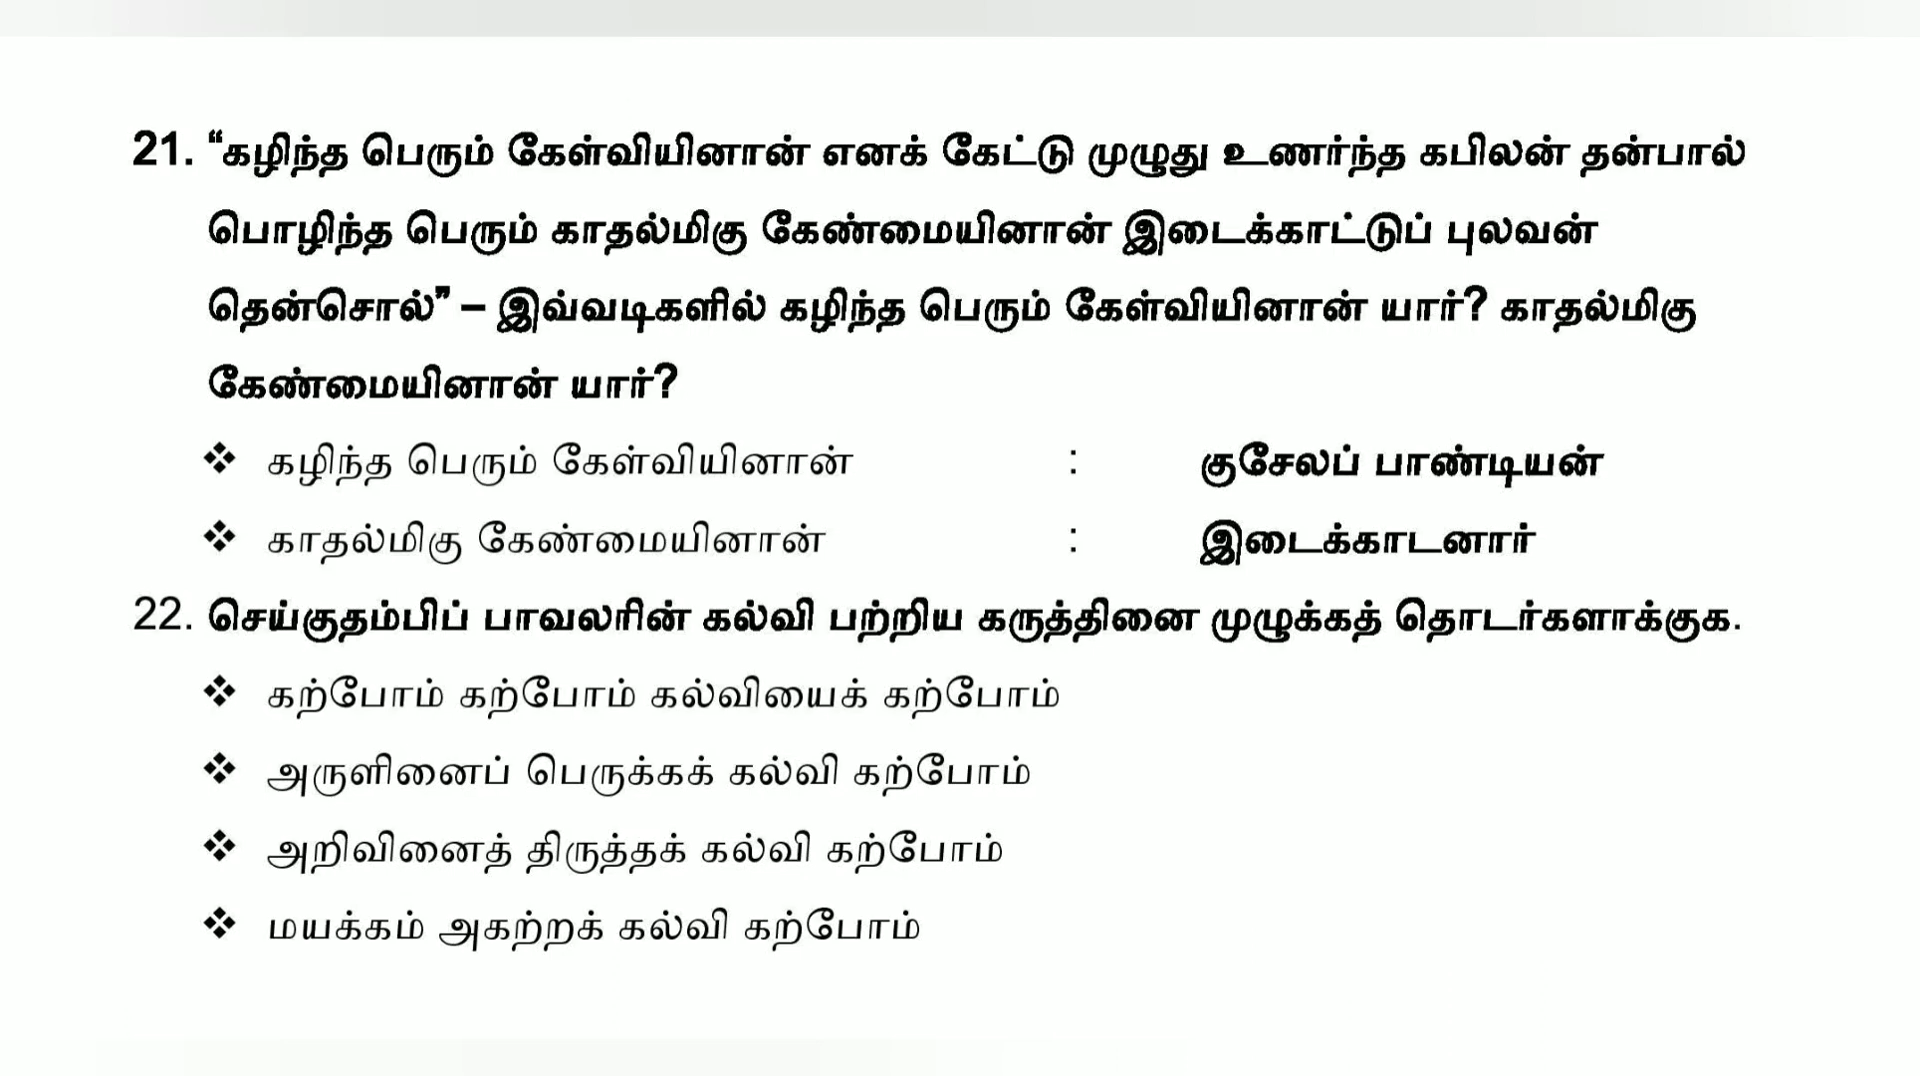 21. “கழிந்த பெரும் கேள்வியினான் எனக் கேட்டு முழுது உணர்ந்த கபிலன் தன்பால்
பொழிந்த பெரும் காதல்மிகு கேண்மையினான் இடைக்காட்டுப் புலவன்
தென்சொல்” – இவ்வடிகளில் கழிந்த பெரும் கேள்வியினான் யார்? காதல்மிகு
கேண்மையினான் யார்?
❖ கழிந்த பெரும் கேள்வியினான் : குசேலப் பாண்டியன்
❖ காதல்மிகு கேண்மையினான் : இடைக்காடனார்
22. செய்குதம்பிப் பாவலரின் கல்வி பற்றிய கருத்தினை முழுக்கத் தொடர்களாக்குக.
❖ கற்போம் கற்போம் கல்வியைக் கற்போம்
❖ அருளினைப் பெருக்கக் கல்வி கற்போம்
❖ அறிவினைத் திருத்தக் கல்வி கற்போம்
❖ மயக்கம் அகற்றக் கல்வி கற்போம்